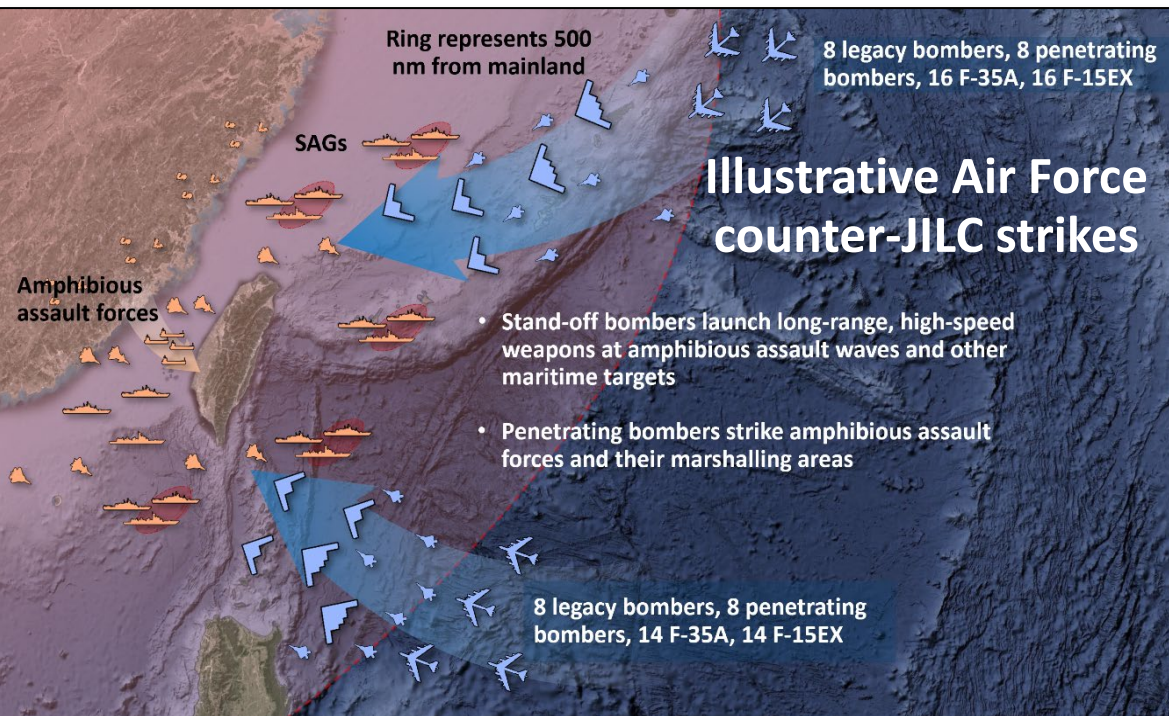 Ring represents 500
nm from mainland
8 legacy bombers, 8 penetrating
bombers, 16 F-35A, 16 F-15EX
SAGs
Illustrative Air Force
counter-JILC strikes
Amphibious
assault forces
• Stand-off bombers launch long-range, high-speed
weapons at amphibious assault waves and other
maritime targets
• Penetrating bombers strike amphibious assault
forces and their marshalling areas
8 legacy bombers, 8 penetrating
bombers, 14 F-35A, 14 F-15EX